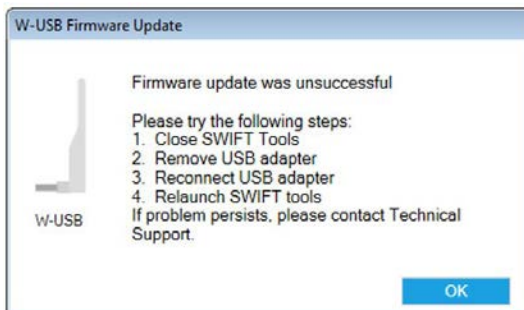 W-USB Firmware Update
Firmware update was unsuccessful
Please try the following steps:
1. Close SWIFT Tools
2. Remove USB adapter
3. Reconnect USB adapter
4. Relaunch SWIFT tools
If problem persists, please contact Technical
Support.
W-USB
OK